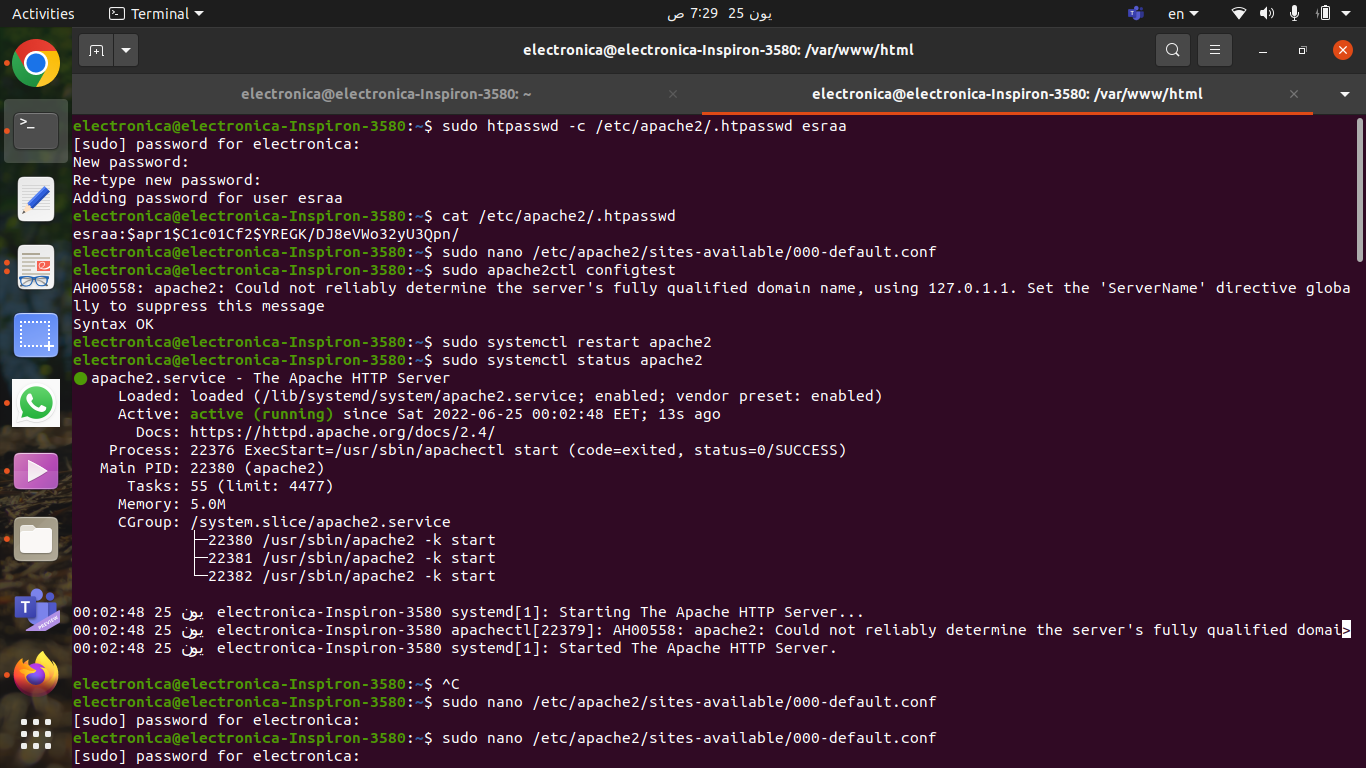 Activities
Terminal
يون 25 7:29 ص
en
electronica@electronica-Inspiron-3580: /var/www/html
electronica@electronica-Inspiron-3580: ~
electronica@electronica-Inspiron-3580: /var/www/html
electronica@electronica-Inspiron-3580:~$ sudo htpasswd -c /etc/apache2/.htpasswd esraa
[sudo] password for electronica:
New password:
Re-type new password:
Adding password for user esraa
electronica@electronica-Inspiron-3580:~$ cat /etc/apache2/.htpasswd
esraa:$apr1$C1c01Cf2$YREGK/DJ8eVWo32yU3Qpn/
electronica@electronica-Inspiron-3580:~$ sudo nano /etc/apache2/sites-available/000-default.conf
electronica@electronica-Inspiron-3580:~$ sudo apache2ctl configtest
AH00558: apache2: Could not reliably determine the server's fully qualified domain name, using 127.0.1.1. Set the 'ServerName' directive globa
lly to suppress this message
Syntax OK
electronica@electronica-Inspiron-3580:~$ sudo systemctl restart apache2
electronica@electronica-Inspiron-3580:~$ sudo systemctl status apache2
● apache2.service - The Apache HTTP Server
Loaded: loaded (/lib/systemd/system/apache2.service; enabled; vendor preset: enabled)
Active: active (running) since Sat 2022-06-25 00:02:48 EET; 13s ago
Docs: https://httpd.apache.org/docs/2.4/
Process: 22376 ExecStart=/usr/sbin/apachectl start (code=exited, status=0/SUCCESS)
Main PID: 22380 (apache2)
Tasks: 55 (limit: 4477)
Memory: 5.0M
CGroup: /system.slice/apache2.service
├─22380 /usr/sbin/apache2 -k start
├─22381 /usr/sbin/apache2 -k start
└─22382 /usr/sbin/apache2 -k start
00:02:48 25 يون electronica-Inspiron-3580 systemd[1]: Starting The Apache HTTP Server...
00:02:48 25 يون electronica-Inspiron-3580 apachectl[22379]: AH00558: apache2: Could not reliably determine the server's fully qualified domai>
00:02:48 25 يون electronica-Inspiron-3580 systemd[1]: Started The Apache HTTP Server.
electronica@electronica-Inspiron-3580:~$ ^C
electronica@electronica-Inspiron-3580:~$ sudo nano /etc/apache2/sites-available/000-default.conf
[sudo] password for electronica:
electronica@electronica-Inspiron-3580:~$ sudo nano /etc/apache2/sites-available/000-default.conf
[sudo] password for electronica: